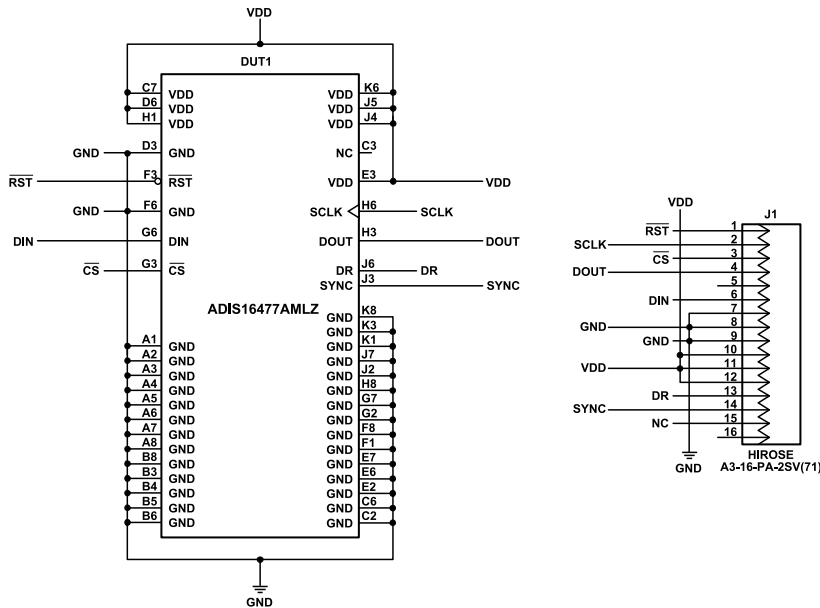 VDD
DUT1
C7 VDD VDD K6
D6 VDD VDD J5
H1 VDD VDD J4
GND D3 GND NC C3
RST F3 RST VDD E3 VDD
GND F6 GND SCLK H6 SCLK
DIN G6 DIN DOUT H3 DOUT
CS G3 CS DR J6 DR
SYNC J3 SYNC
ADIS16477AMLZ
GND K8
GND K3
A1 GND GND K1
A2 GND GND J7
A3 GND GND J2
A4 GND GND H8
A5 GND GND G7
A6 GND GND G2
A7 GND GND F8
A8 GND GND F1
B8 GND GND E7
B3 GND GND E6
B4 GND GND E2
B5 GND GND C6
B6 GND GND C2
GND
VDD
J1
RST 1
SCLK 2
CS 3
DOUT 4
5
DIN 6
7
GND 8
GND 9
10
VDD 11
12
DR 13
SYNC 14
NC 15
16
GND
HIROSE
A3-16-PA-2SV(71)